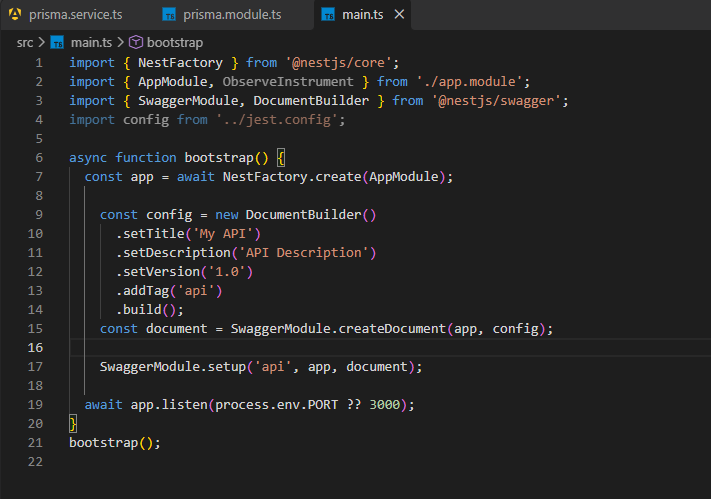 prisma.service.ts prisma.module.ts main.ts
src > main.ts > bootstrap
1 import { NestFactory } from '@nestjs/core';
2 import { AppModule, ObserveInstrument } from './app.module';
3 import { SwaggerModule, DocumentBuilder } from '@nestjs/swagger';
4 import config from '../jest.config';
5
6 async function bootstrap() {
7 const app = await NestFactory.create(AppModule);
8
9 const config = new DocumentBuilder()
10 .setTitle('My API')
11 .setDescription('API Description')
12 .setVersion('1.0')
13 .addTag('api')
14 .build();
15 const document = SwaggerModule.createDocument(app, config);
16
17 SwaggerModule.setup('api', app, document);
18
19 await app.listen(process.env.PORT ?? 3000);
20 }
21 bootstrap();
22